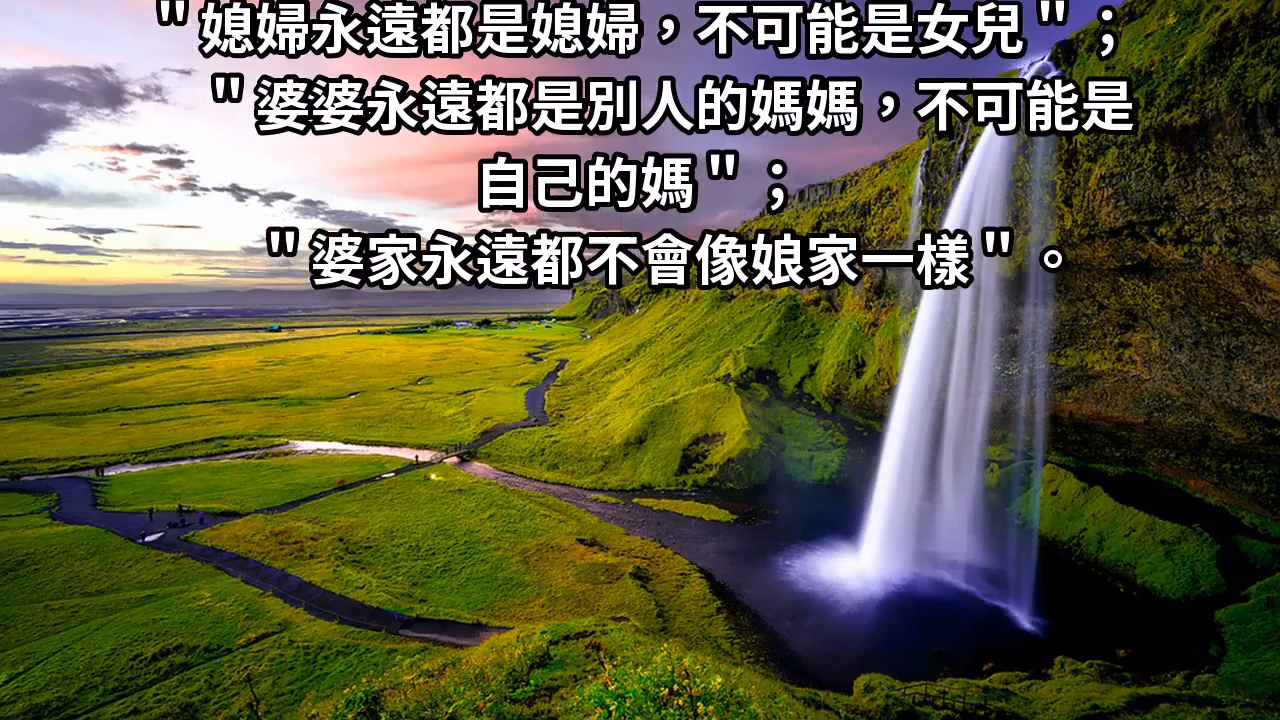 ＂媳婦永遠都是媳婦，不可能是女兒＂；
＂婆婆永遠都是別人的媽媽，不可能是
自己的媽＂；
＂婆家永遠都不會像娘家一樣＂。